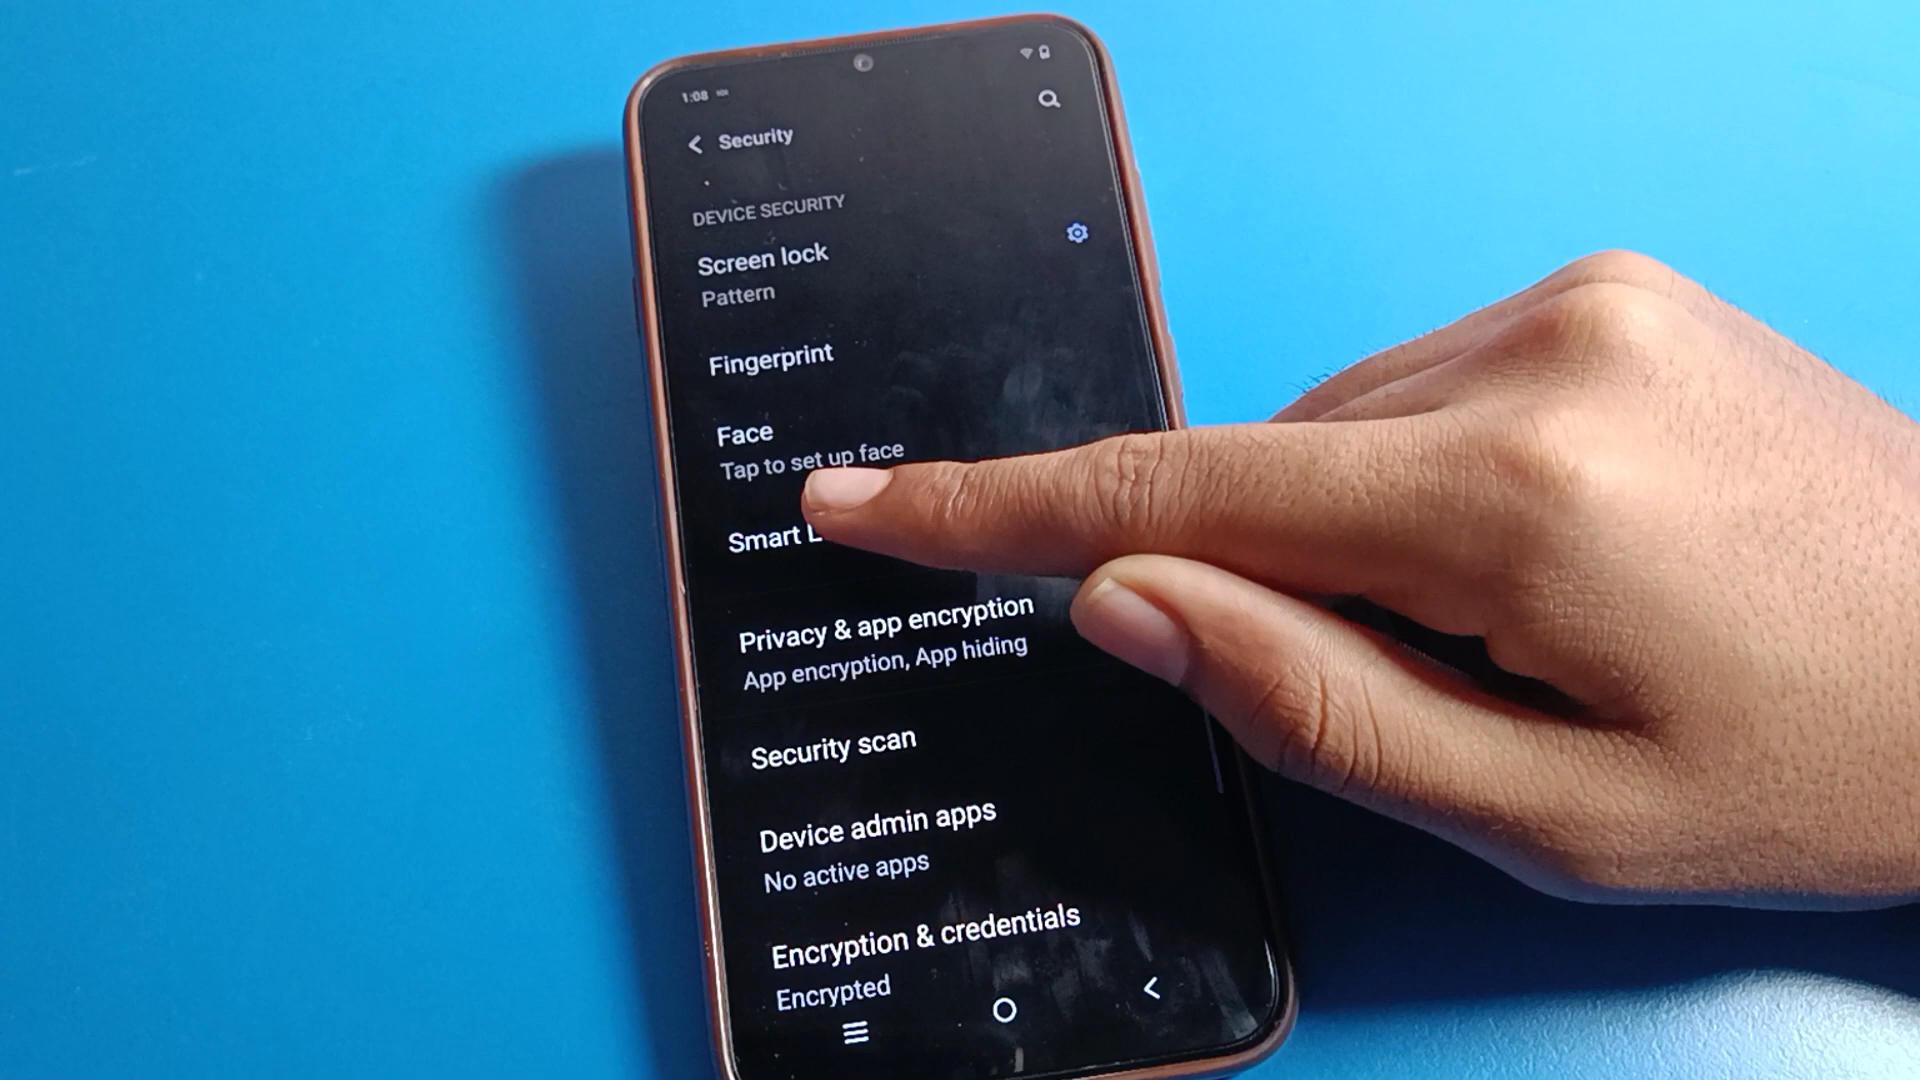 1:08
Security
DEVICE SECURITY
Screen lock
Pattern
Fingerprint
Face
Tap to set up face
Smart L
Privacy & app encryption
App encryption, App hiding
Security scan
Device admin apps
No active apps
Encryption & credentials
Encrypted